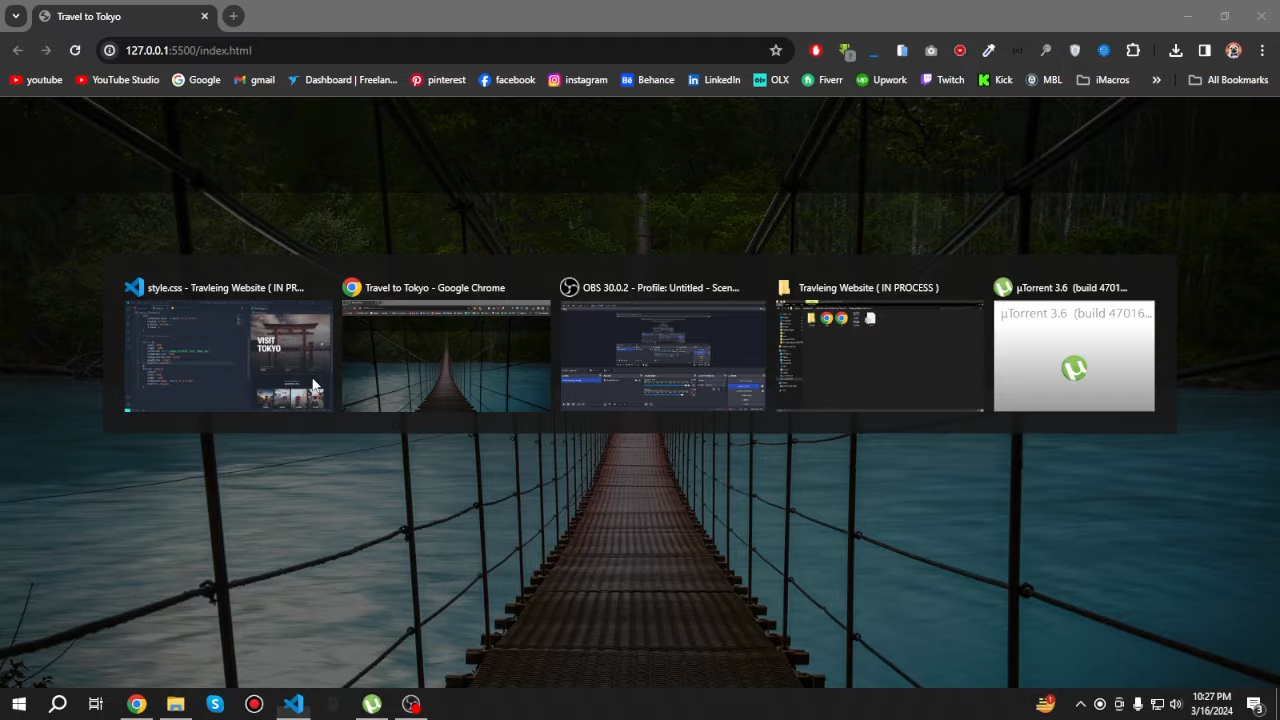 Travel to Tokyo
127.0.0.1:5500/index.html
youtube
YouTube Studio
Google
gmail
Dashboard | Freelan...
pinterest
facebook
instagram
Behance
LinkedIn
OLX
Fiverr
Upwork
Twitch
Kick
MBL
iMac
All Bookmarks
style.css - Travleing Website ( IN PR...
Travel to Tokyo - Google Chrome
OBS 30.0.2 - Profile: Untitled - Scen...
Travleing Website ( IN PROCESS )
µTorrent 3.6 (build 4701...
µTorrent 3.6 (build 47016...
VISIT
TOKYO
10:27 PM
3/16/2024